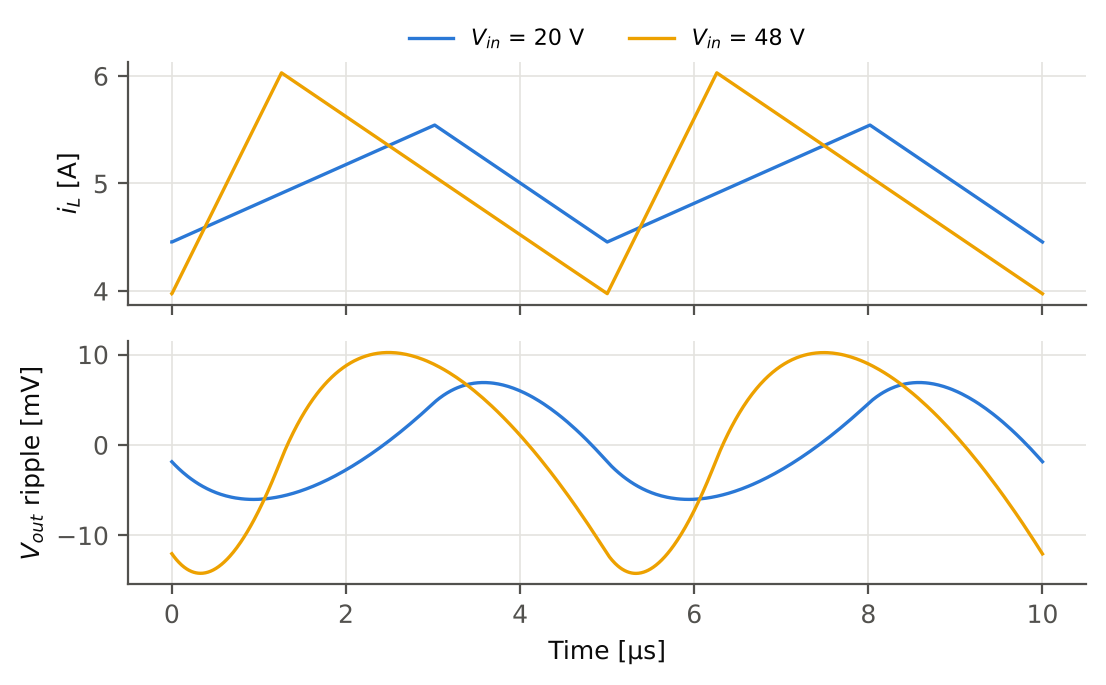 V_in = 20 V
V_in = 48 V
i_L [A]
6
5
4
V_out ripple [mV]
10
0
−10
0 2 4 6 8 10
Time [µs]